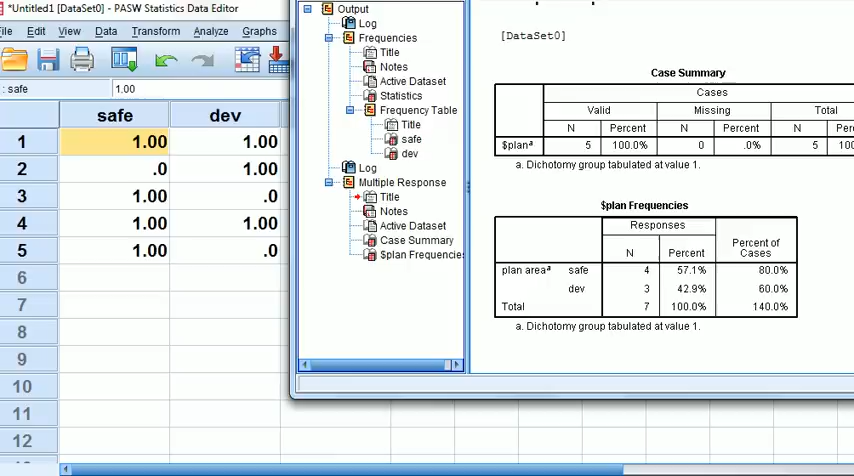 *Untitled1 [DataSet0] - PASW Statistics Data Editor
File Edit View Data Transform Analyze Graphs
: safe 1.00
safe dev
1 1.00 1.00
2 .0 1.00
3 1.00 .0
4 1.00 1.00
5 1.00 .0
6
7
8
9
10
11
12
Output
Log
Frequencies
Title
Notes
Active Dataset
Statistics
Frequency Table
Title
safe
dev
Log
Multiple Response
Title
Notes
Active Dataset
Case Summary
$plan Frequencies
[DataSet0]
Case Summary
Cases
Valid Missing Total
N Percent N Percent N Perce
$planª 5 100.0% 0 .0% 5 100
a. Dichotomy group tabulated at value 1.
$plan Frequencies
Responses
N Percent Percent of
Cases
plan areaª safe 4 57.1% 80.0%
dev 3 42.9% 60.0%
Total 7 100.0% 140.0%
a. Dichotomy group tabulated at value 1.